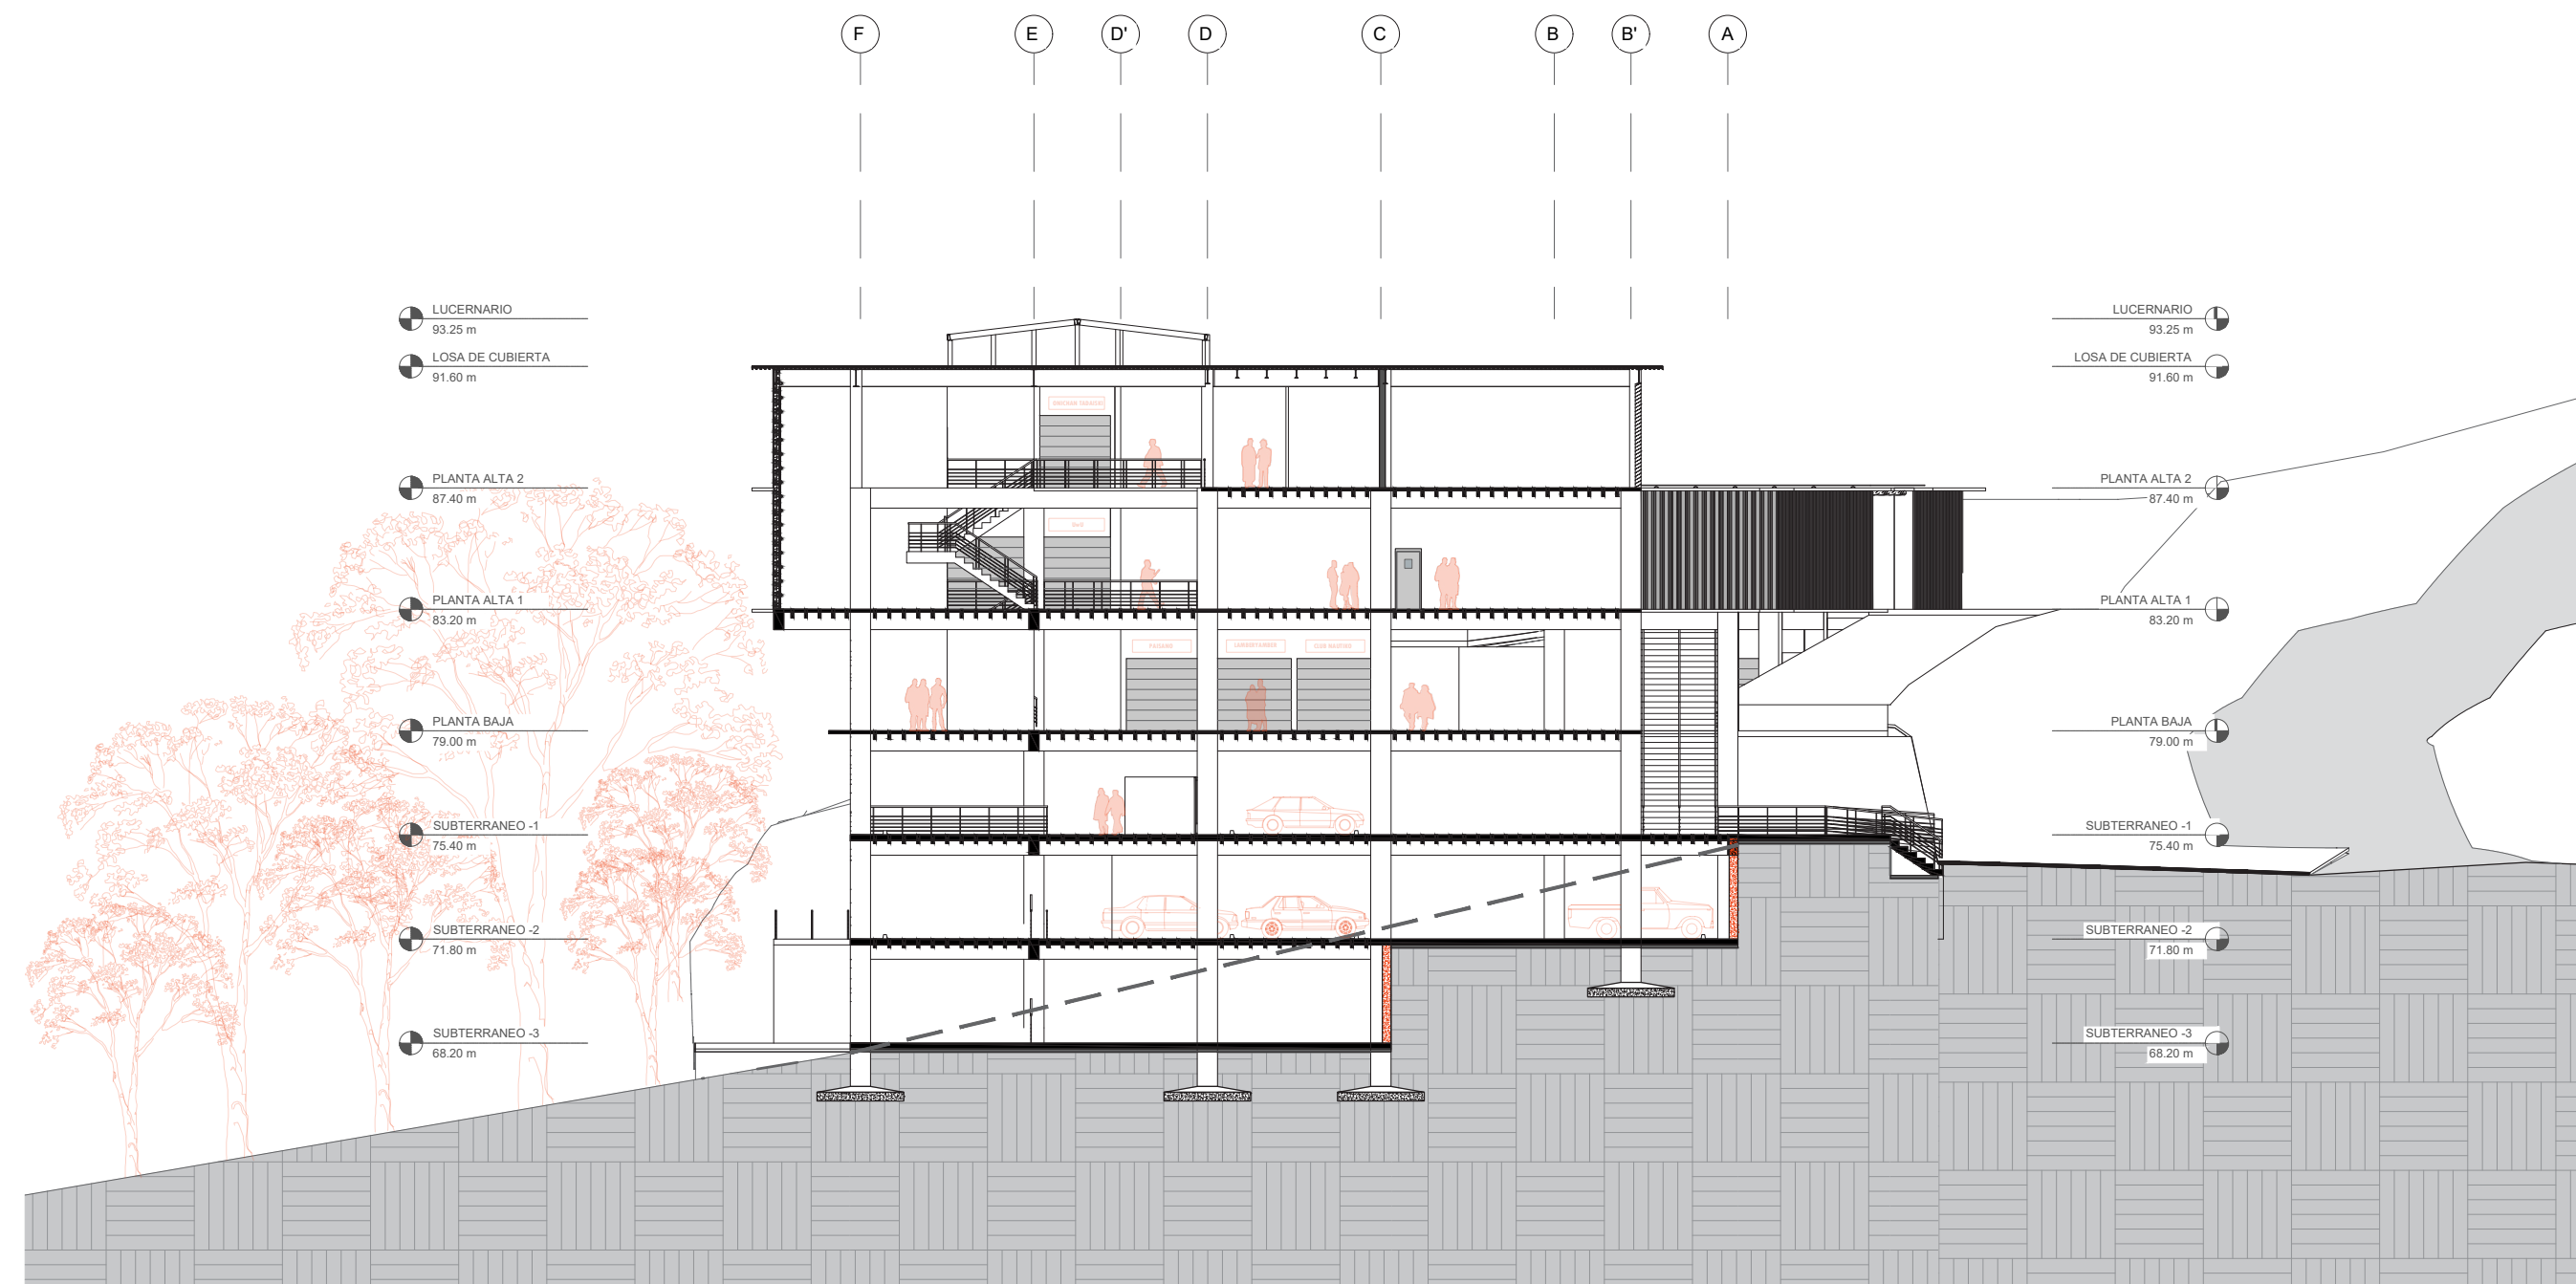 F E D' D C B B' A
LUCERNARIO
93.25 m
LOSA DE CUBIERTA
91.60 m
PLANTA ALTA 2
87.40 m
PLANTA ALTA 1
83.20 m
PLANTA BAJA
79.00 m
SUBTERRANEO -1
75.40 m
SUBTERRANEO -2
71.80 m
SUBTERRANEO -3
68.20 m
PAISANA
CLUB NAUTICO
LUCERNARIO
93.25 m
LOSA DE CUBIERTA
91.60 m
PLANTA ALTA 2
87.40 m
PLANTA ALTA 1
83.20 m
PLANTA BAJA
79.00 m
SUBTERRANEO -1
75.40 m
SUBTERRANEO -2
71.80 m
SUBTERRANEO -3
68.20 m